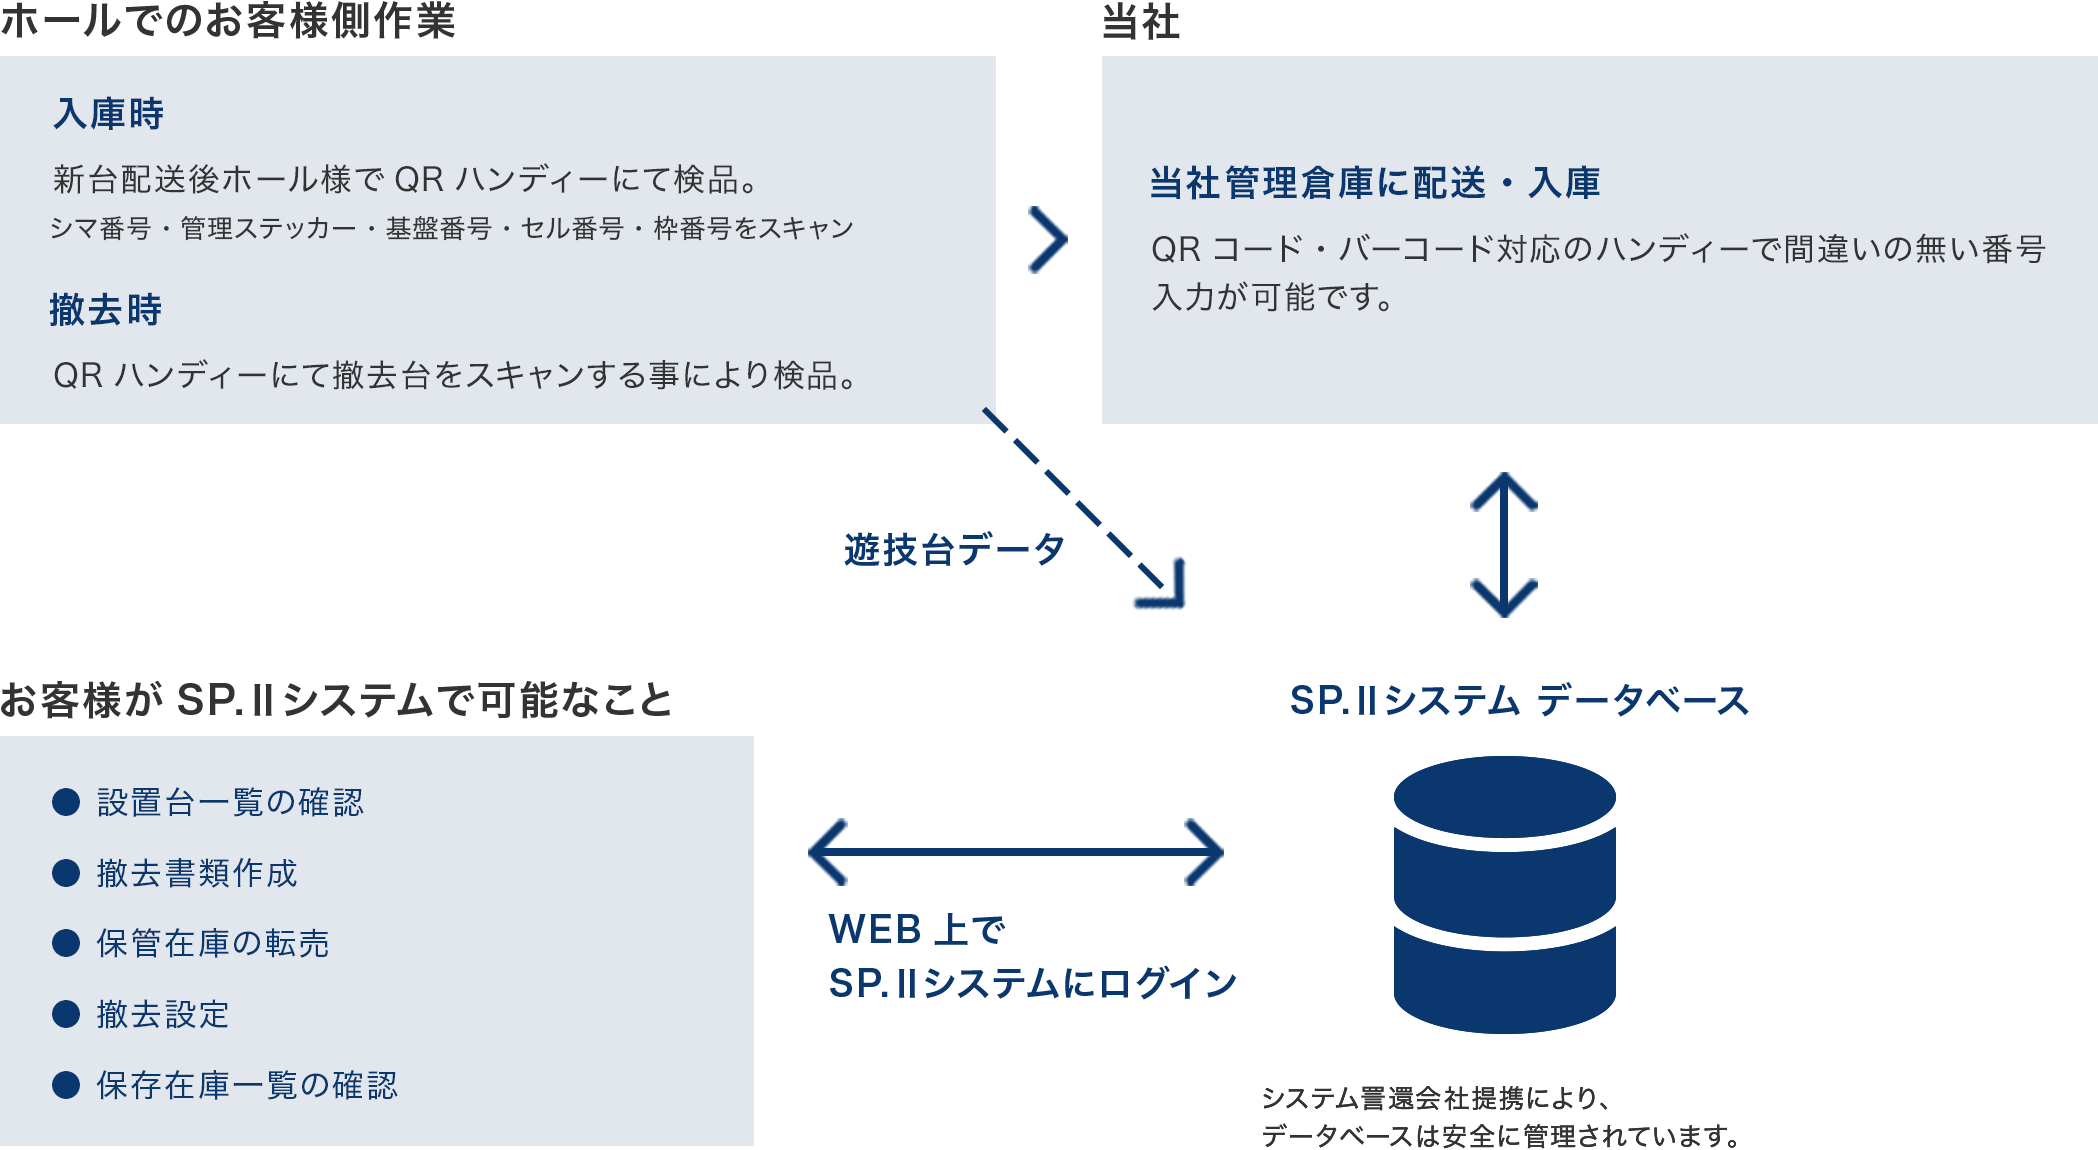 ホールでのお客様側作業
入庫時
新台配送後ホール様で QR ハンディーにて検品。
シマ番号・管理ステッカー・基盤番号・セル番号・枠番号をスキャン
撤去時
QR ハンディーにて撤去台をスキャンする事により検品。
当社
当社管理倉庫に配送・入庫
QR コード・バーコード対応のハンディーで間違いの無い番号
入力が可能です。
遊技台データ
お客様が SP.Ⅱシステムで可能なこと
● 設置台一覧の確認
● 撤去書類作成
● 保管在庫の転売
● 撤去設定
● 保存在庫一覧の確認
WEB 上で
SP.Ⅱシステムにログイン
SP.Ⅱシステム データベース
システム還会社提携により、
データベースは安全に管理されています。